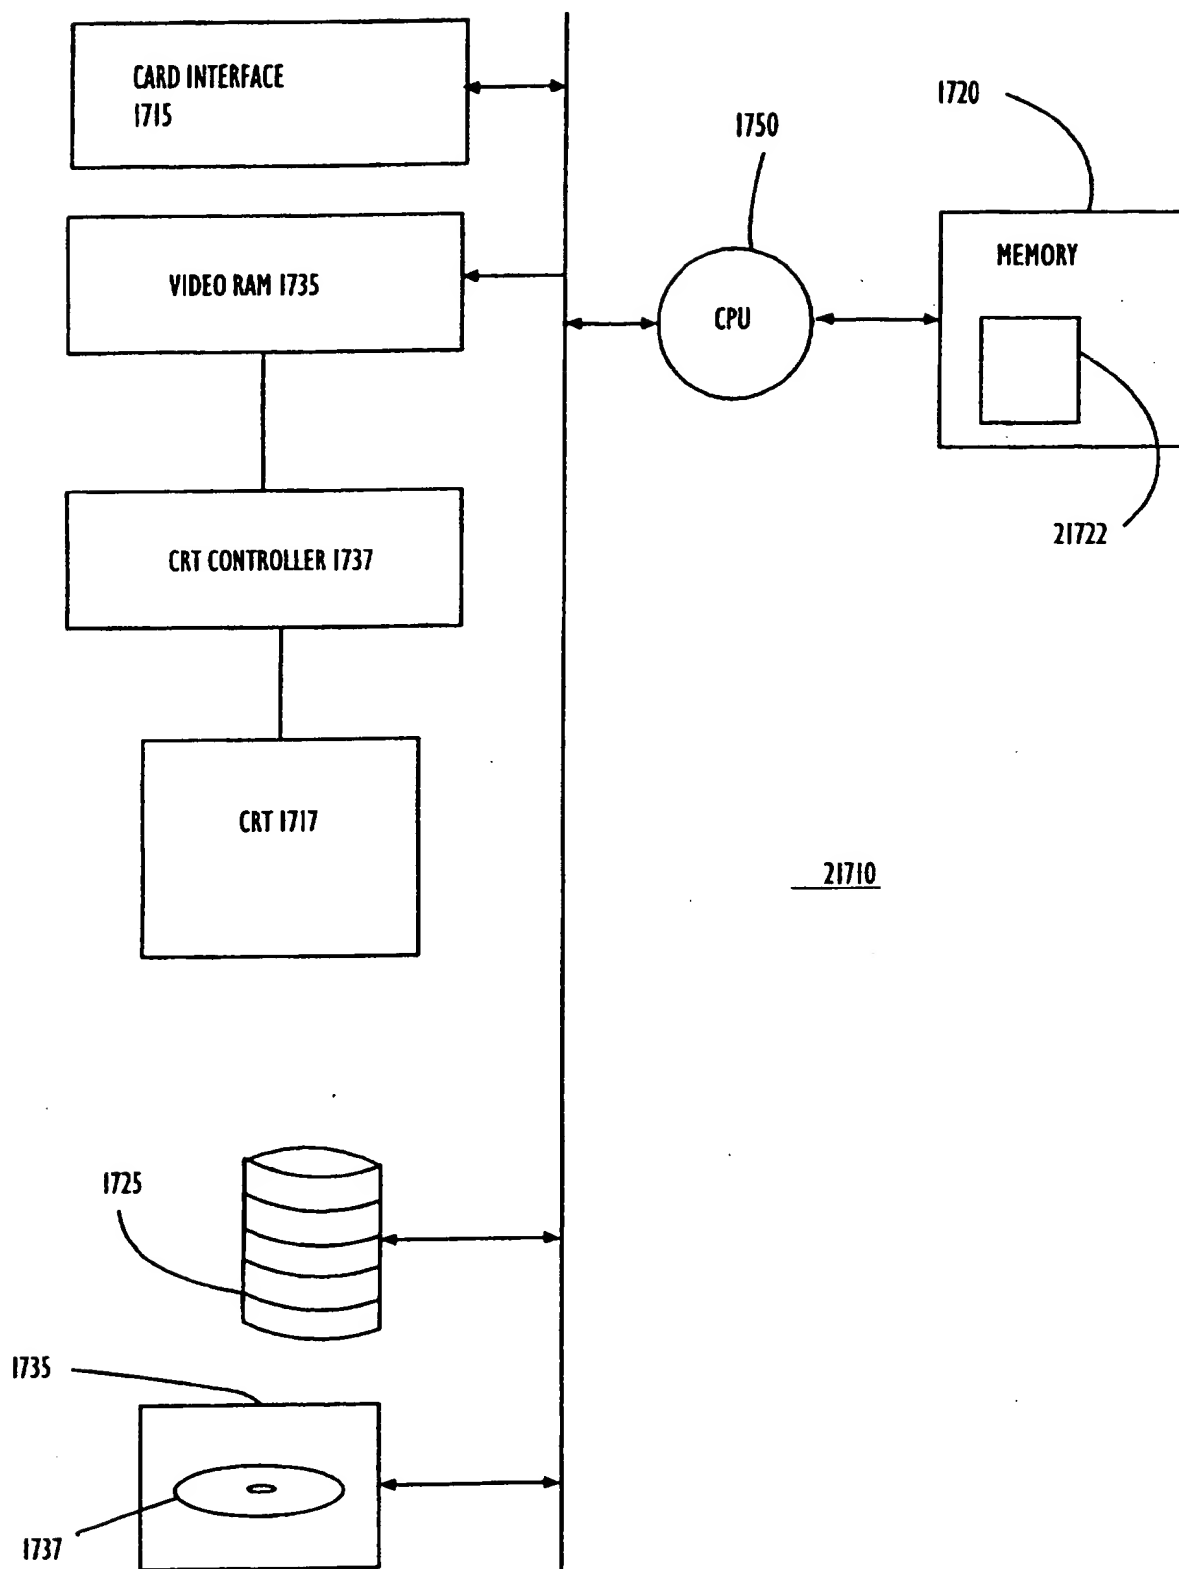 CARD INTERFACE
1715
1720
1750
VIDEO RAM 1735
CPU
MEMORY
21722
CRT CONTROLLER 1737
CRT 1717
21710
1725
1735
1737